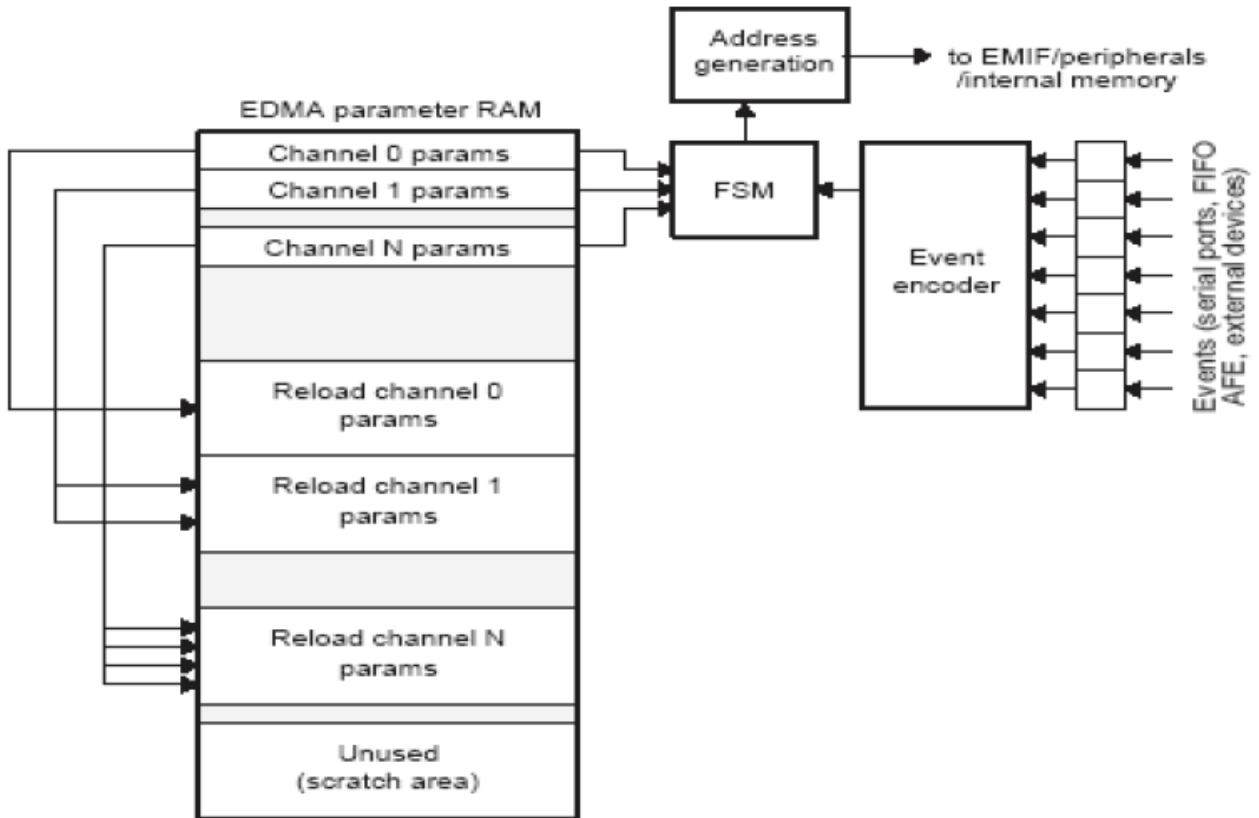 Address
generation
to EMIF/peripherals
/internal memory
EDMA parameter RAM
Channel 0 params
Channel 1 params
Channel N params
FSM
Event
encoder
Events (serial ports, FIFO
AFE, external devices)
Reload channel 0
params
Reload channel 1
params
Reload channel N
params
Unused
(scratch area)